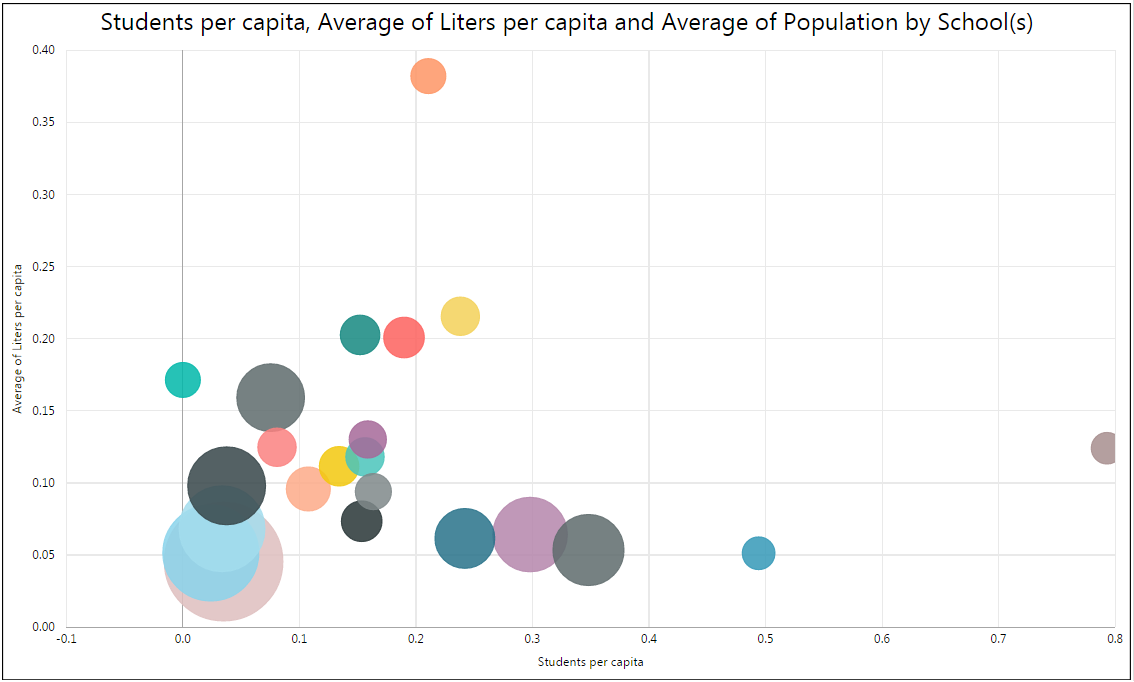 Students per capita, Average of Liters per capita and Average of Population by School(s)
0.40
0.35
0.30
0.25
0.20
0.15
0.10
0.05
0.00
Average of Liters per capita
-0.1 0.0 0.1 0.2 0.3 0.4 0.5 0.6 0.7 0.8
Students per capita